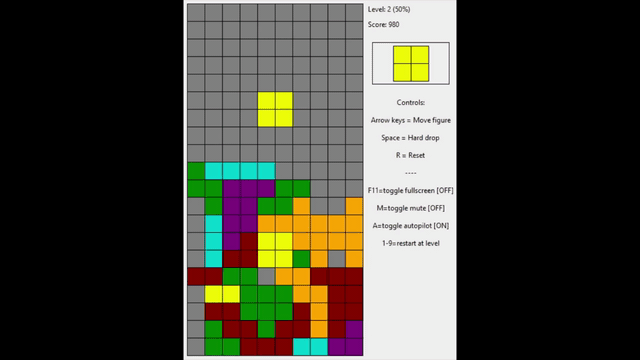 Level: 2 (50%)
Score: 980
Controls:
Arrow keys = Move figure
Space = Hard drop
R = Reset
----
F11=toggle fullscreen [OFF]
M=toggle mute [OFF]
A=toggle autopilot [ON]
1-9=restart at level